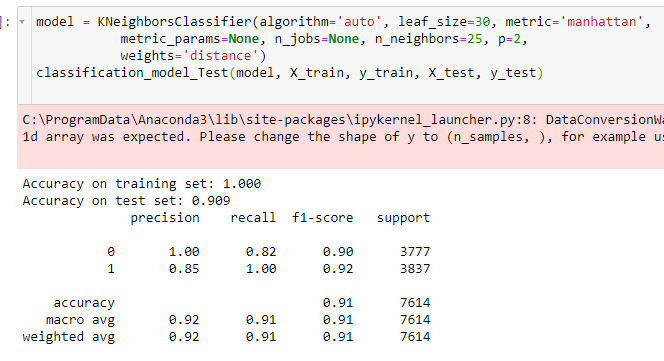 ]: model = KNeighborsClassifier(algorithm='auto', leaf_size=30, metric='manhattan',
metric_params=None, n_jobs=None, n_neighbors=25, p=2,
weights='distance')
classification_model_Test(model, X_train, y_train, X_test, y_test)
C:\ProgramData\Anaconda3\lib\site-packages\ipykernel_launcher.py:8: DataConversionWa
1d array was expected. Please change the shape of y to (n_samples, ), for example us
Accuracy on training set: 1.000
Accuracy on test set: 0.909
precision recall f1-score support
0 1.00 0.82 0.90 3777
1 0.85 1.00 0.92 3837
accuracy 0.91 7614
macro avg 0.92 0.91 0.91 7614
weighted avg 0.92 0.91 0.91 7614